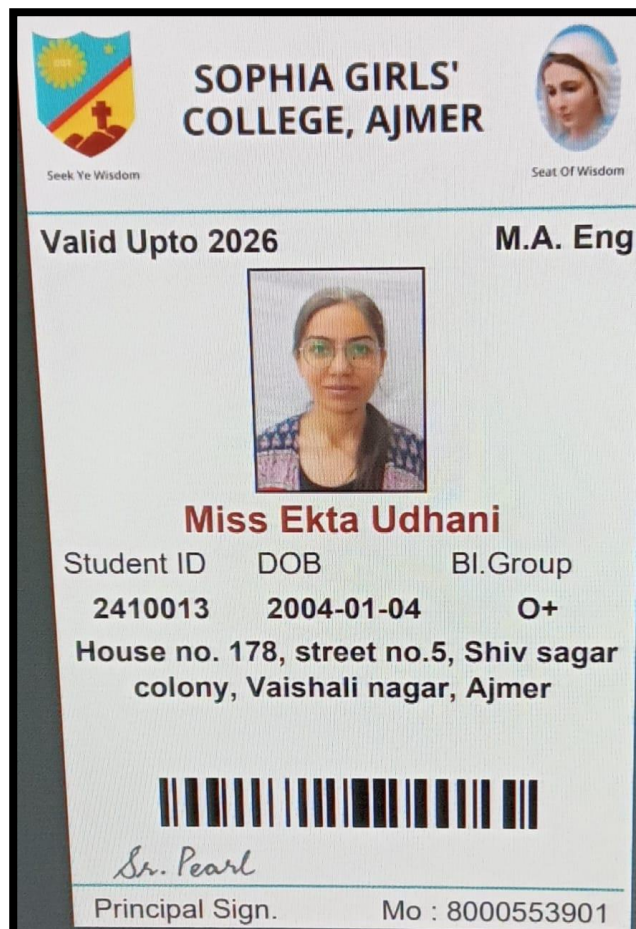 SOPHIA GIRLS'
COLLEGE, AJMER
Seek Ye Wisdom
Seat Of Wisdom
Valid Upto 2026 M.A. Eng
Miss Ekta Udhani
Student ID DOB Bl.Group
2410013 2004-01-04 O+
House no. 178, street no.5, Shiv sagar
colony, Vaishali nagar, Ajmer
Sr. Pearl
Principal Sign. Mo : 8000553901